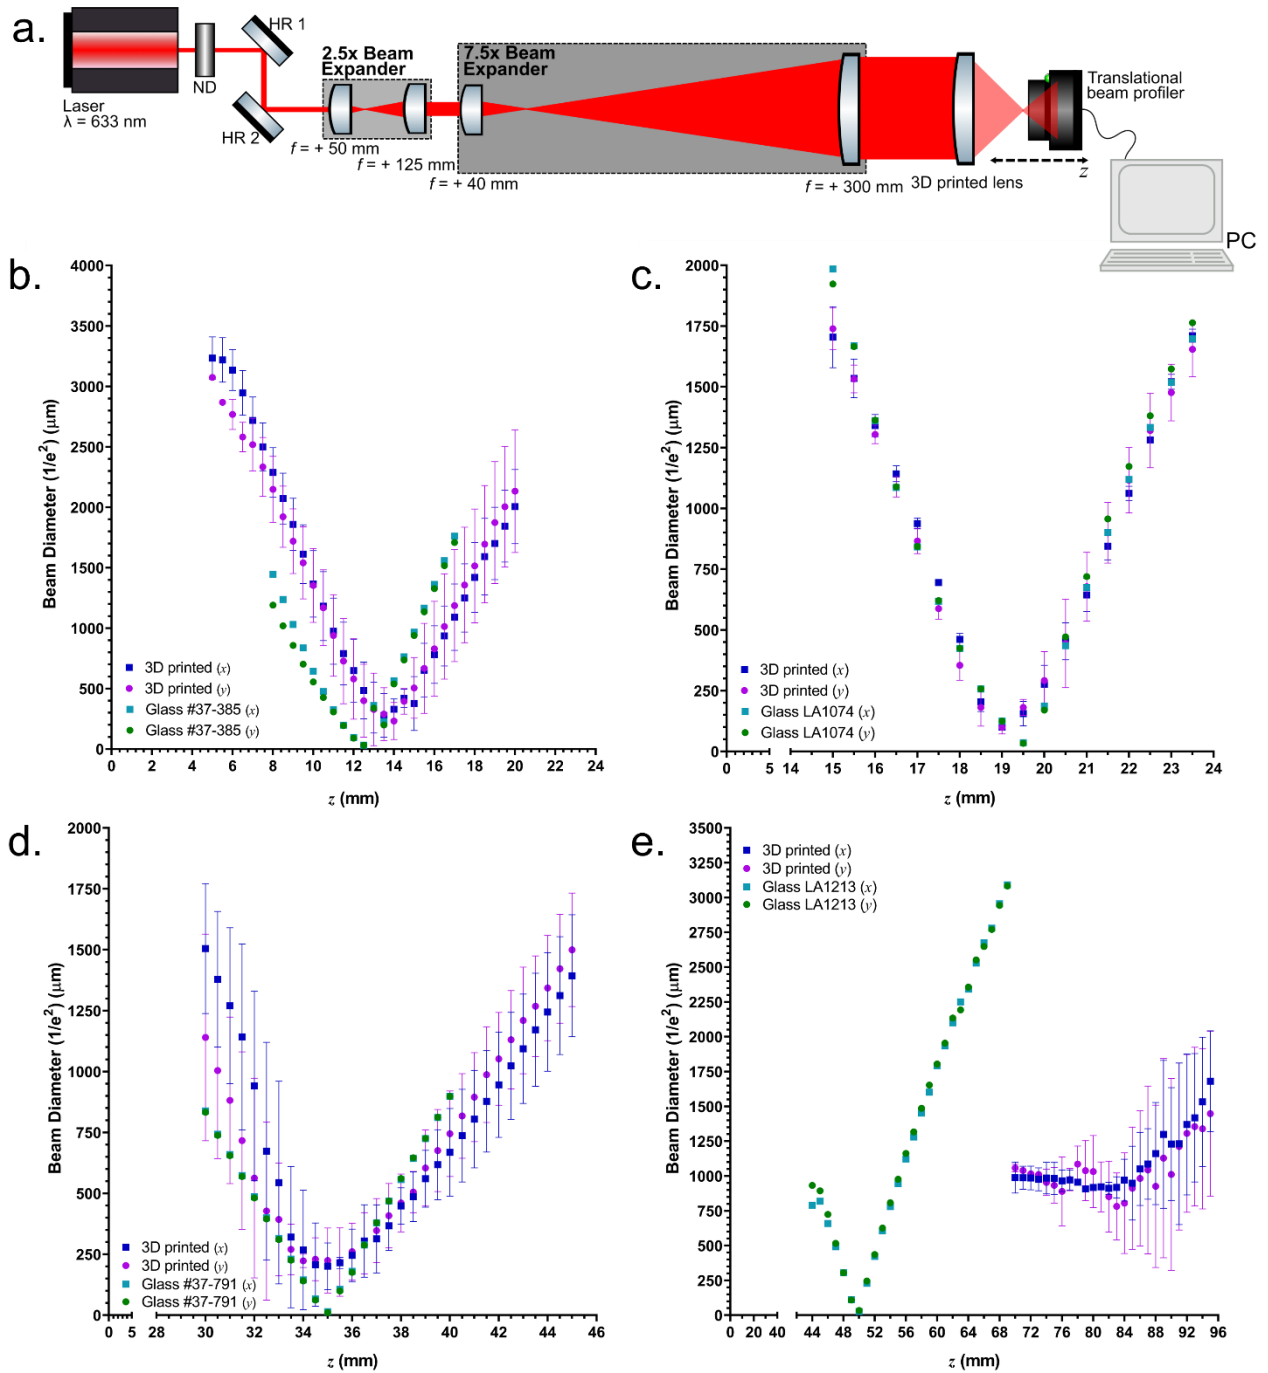 a.
HR 1
ND
Laser
λ = 633 nm
HR 2
2.5x Beam
Expander
7.5x Beam
Expander
f = + 50 mm
f = + 125 mm
f = + 40 mm
f = + 300 mm
3D printed lens
z
Translational
beam profiler
PC
b.
4000
3500
3000
2500
2000
1500
1000
500
0
Beam Diameter (1/e²) (μm)
3D printed (x)
3D printed (y)
Glass #37-385 (x)
Glass #37-385 (y)
0 2 4 6 8 10 12 14 16 18 20 22 24
z (mm)
c.
2000
1750
1500
1250
1000
750
500
250
0
Beam Diameter (1/e²) (μm)
3D printed (x)
3D printed (y)
Glass LA1074 (x)
Glass LA1074 (y)
0 5 14 15 16 17 18 19 20 21 22 23 24
z (mm)
d.
2000
1750
1500
1250
1000
750
500
250
0
Beam Diameter (1/e²) (μm)
3D printed (x)
3D printed (y)
Glass #37-791 (x)
Glass #37-791 (y)
0 5 28 30 32 34 36 38 40 42 44 46
z (mm)
e.
3500
3250
3000
2750
2500
2250
2000
1750
1500
1250
1000
750
500
250
0
Beam Diameter (1/e²) (μm)
3D printed (x)
3D printed (y)
Glass LA1213 (x)
Glass LA1213 (y)
0 20 40 44 48 52 56 60 64 68 72 76 80 84 88 92 96
z (mm)